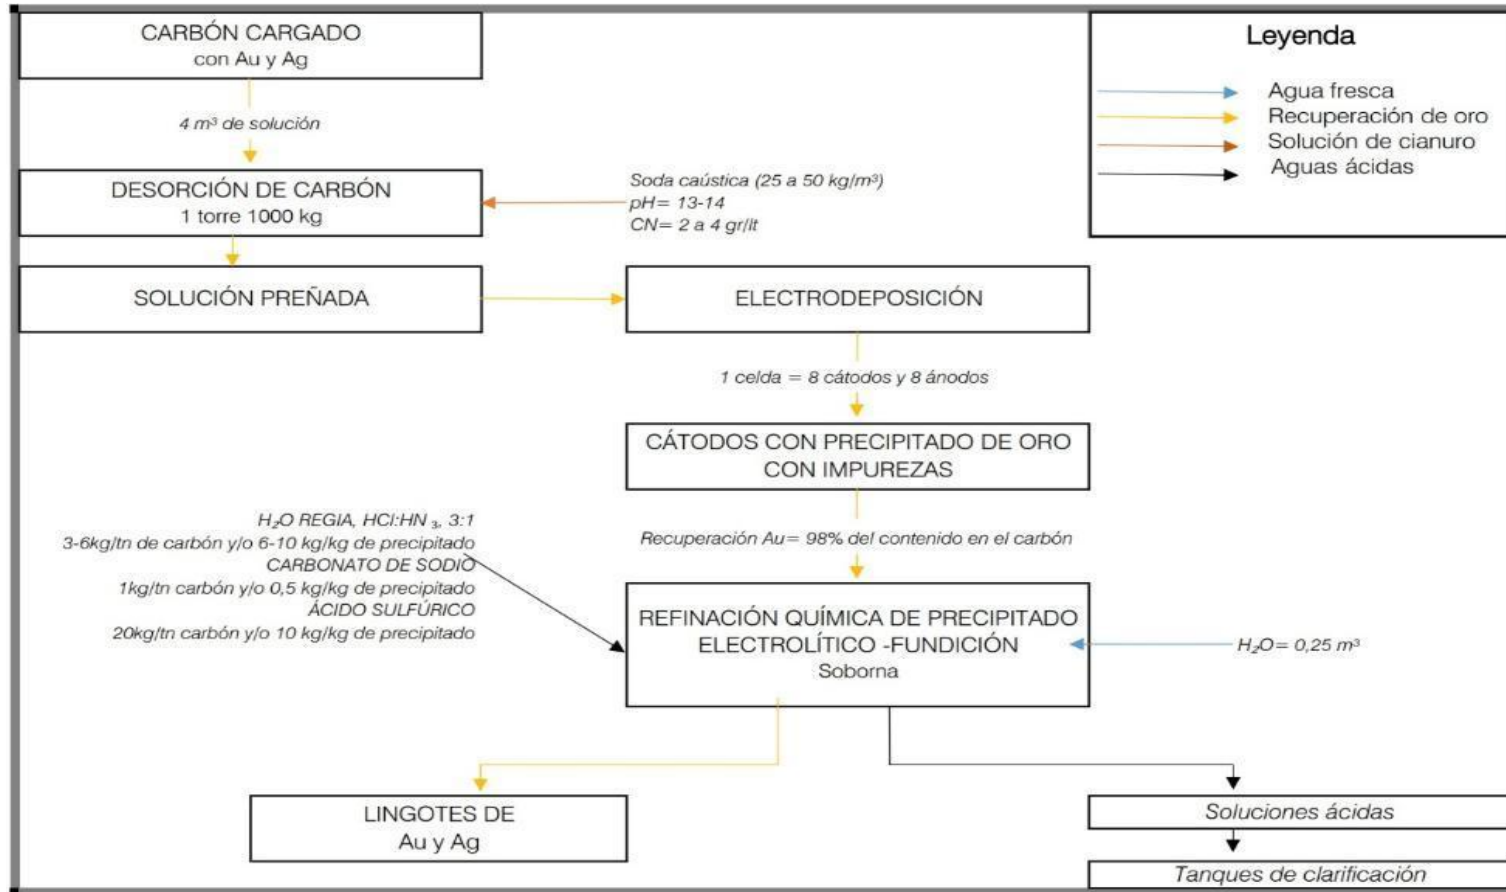 CARBÓN CARGADO
con Au y Ag
4 m³ de solución
DESORCIÓN DE CARBÓN
1 torre 1000 kg
Soda caústica (25 a 50 kg/m³)
pH= 13-14
CN= 2 a 4 gr/lt
Leyenda
Agua fresca
Recuperación de oro
Solución de cianuro
Aguas ácidas
SOLUCIÓN PREÑADA
ELECTRODEPOSICIÓN
1 celda = 8 cátodos y 8 ánodos
CÁTODOS CON PRECIPITADO DE ORO
CON IMPUREZAS
Recuperación Au= 98% del contenido en el carbón
H₂O REGIA, HCl:HN ₃, 3:1
3-6kg/tn de carbón y/o 6-10 kg/kg de precipitado
CARBONATO DE SODIO
1kg/tn carbón y/o 0,5 kg/kg de precipitado
ÁCIDO SULFÚRICO
20kg/tn carbón y/o 10 kg/kg de precipitado
REFINACIÓN QUÍMICA DE PRECIPITADO
ELECTROLÍTICO -FUNDICIÓN
Soborna
H₂O= 0,25 m³
LINGOTES DE
Au y Ag
Soluciones ácidas
Tanques de clarificación